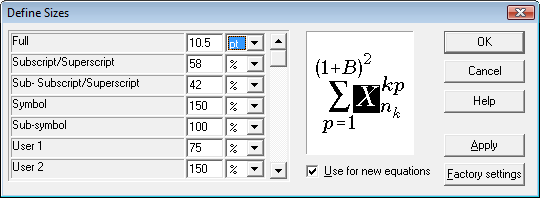 Define Sizes
Full 10.5 pt
Subscript/Superscript 58 %
Sub- Subscript/Superscript 42 %
Symbol 150 %
Sub-symbol 100 %
User 1 75 %
User 2 150 %
(1+B)²
∑ X kp
n k
p = 1
Use for new equations
OK
Cancel
Help
Apply
Factory settings